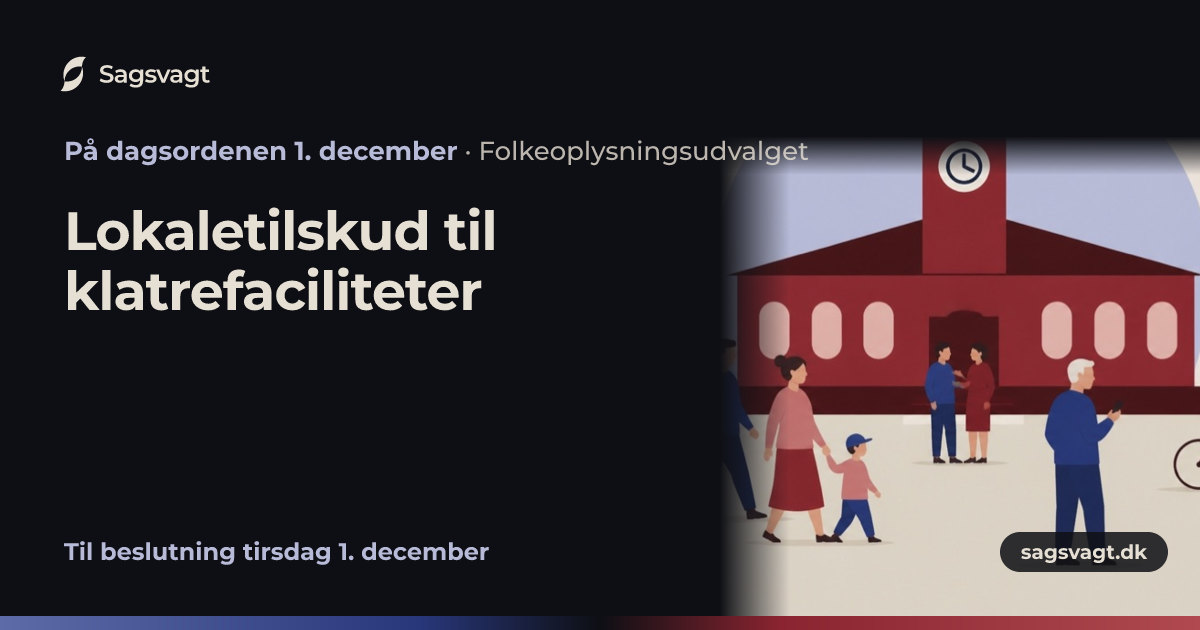 Sagsvagt
På dagsordenen 1. december · Folkeoplysningsudvalget
Lokaletilskud til
klatrefaciliteter
Til beslutning tirsdag 1. december
sagsvagt.dk